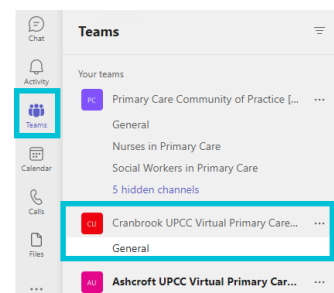 Chat
Activity
Teams
Calendar
Calls
Files
...
Teams
Your teams
PC Primary Care Community of Practice [... ...
General
Nurses in Primary Care
Social Workers in Primary Care
5 hidden channels
CU Cranbrook UPCC Virtual Primary Care... ...
General
AU Ashcroft UPCC Virtual Primary Car... ...